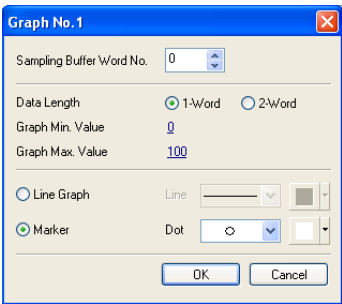 Graph No.1
Sampling Buffer Word No. 0
Data Length 1-Word 2-Word
Graph Min. Value 0
Graph Max. Value 100
Line Graph Line
Marker Dot
OK Cancel